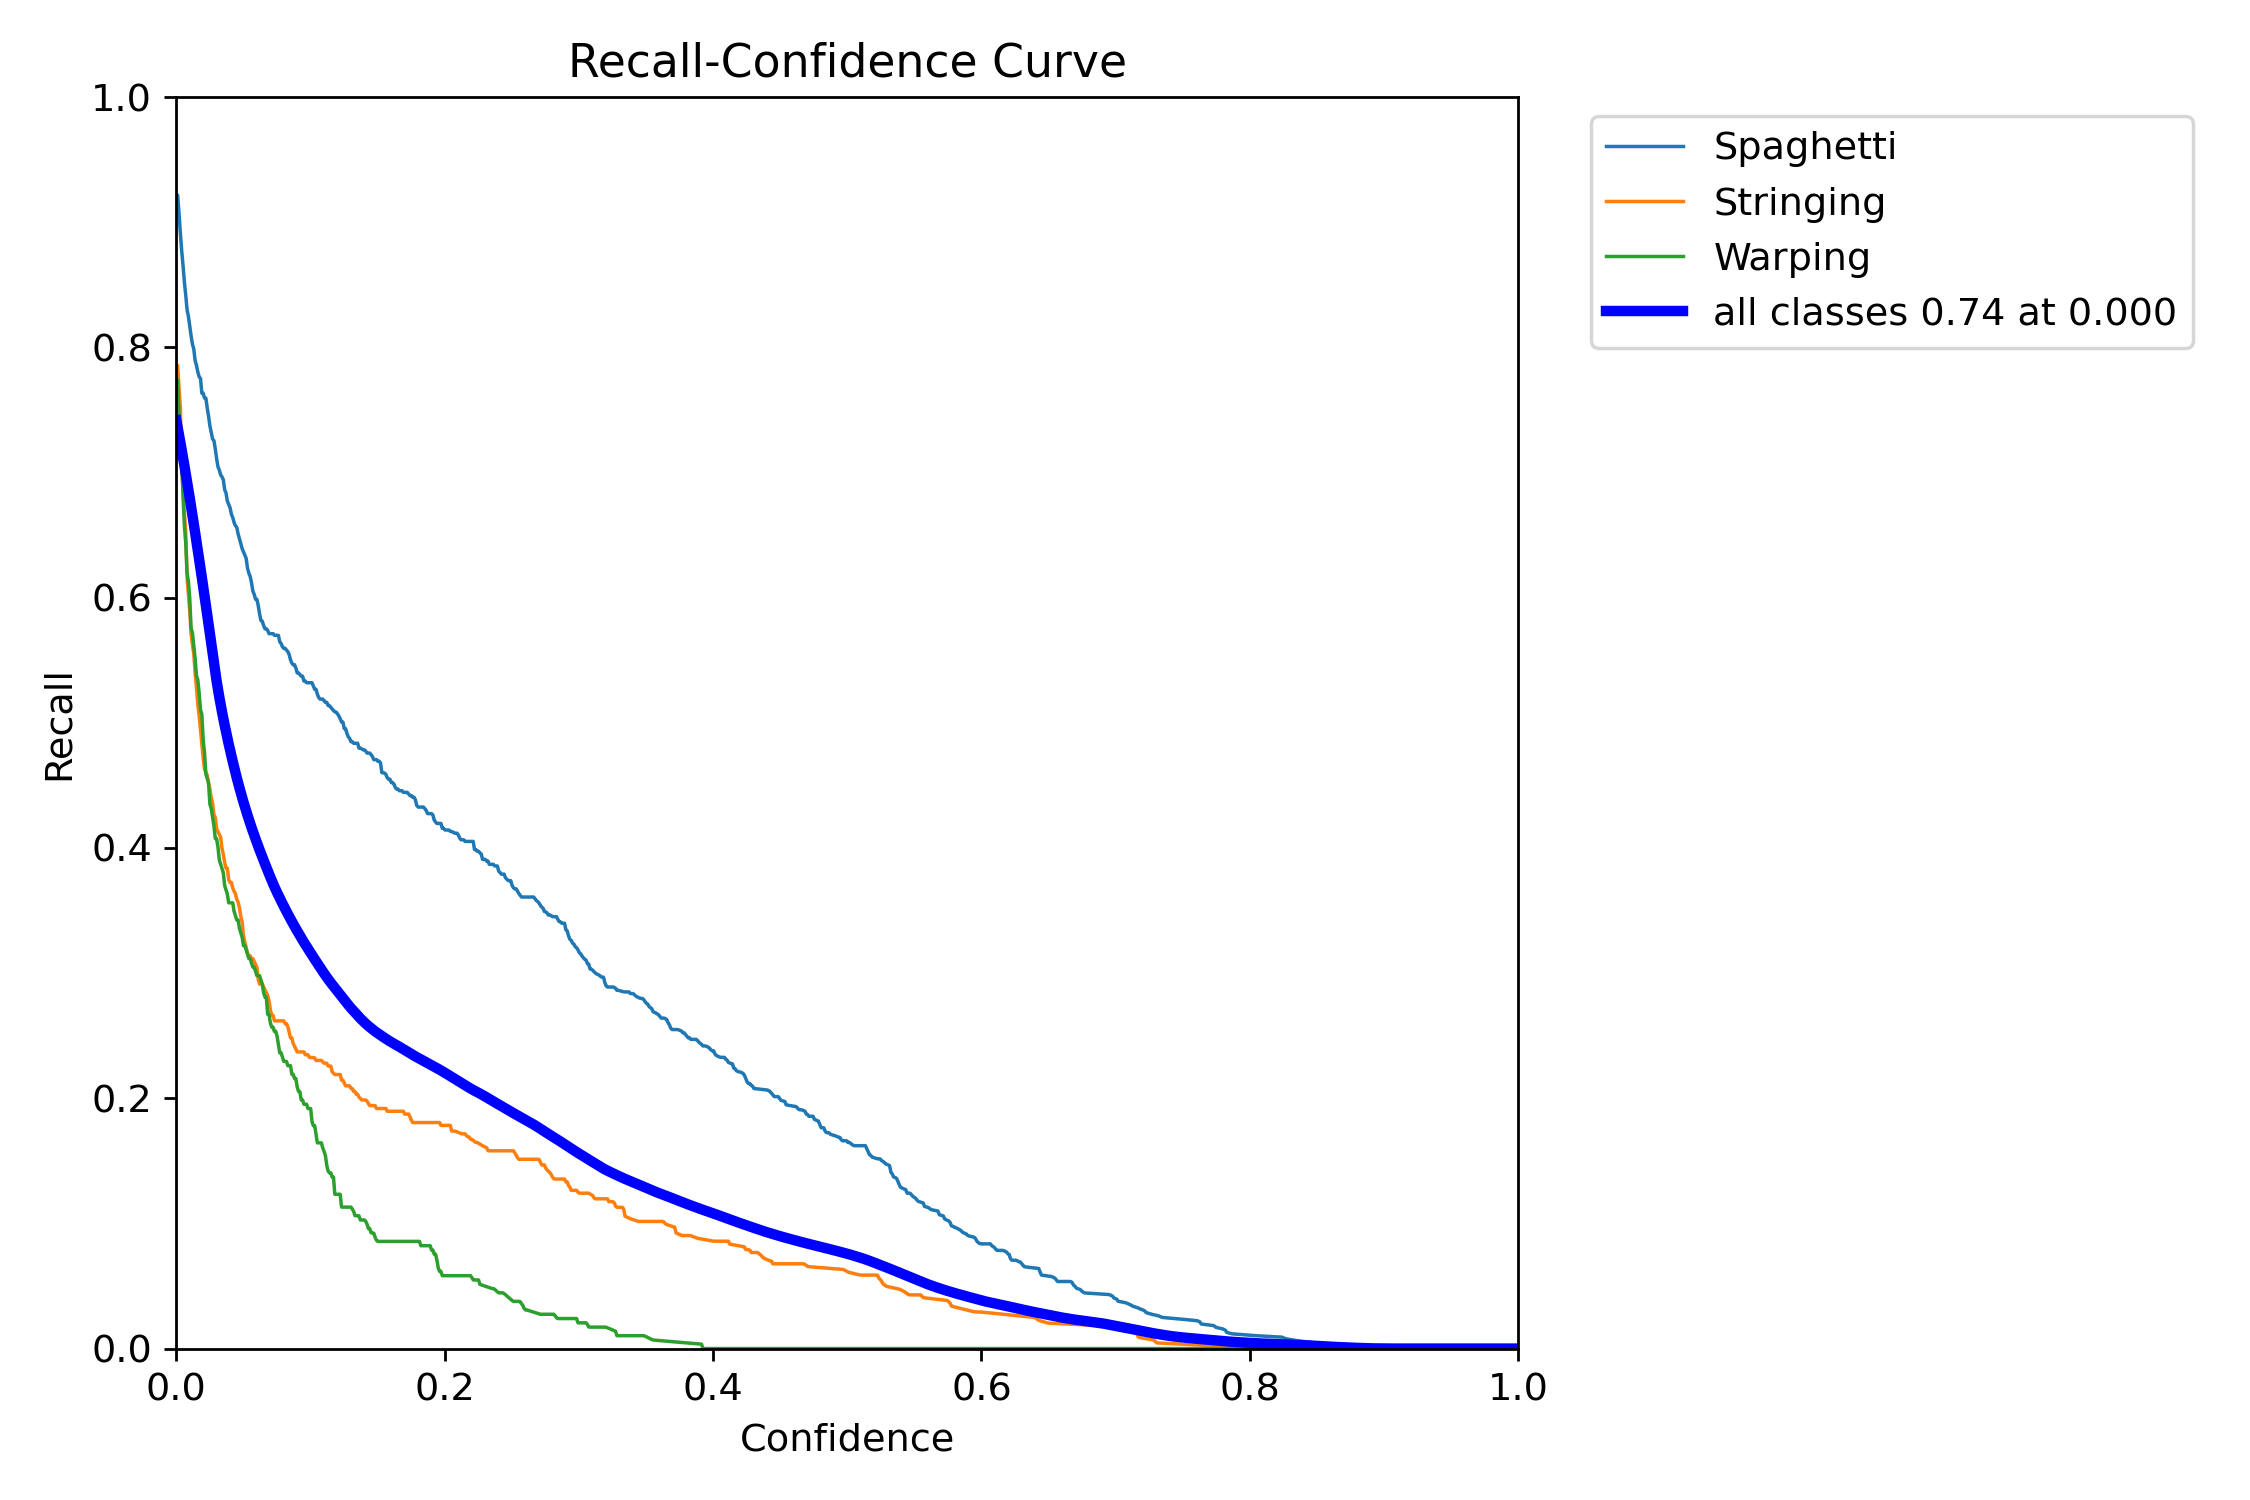 Recall-Confidence Curve
1.0
0.8
0.6
0.4
0.2
0.0
Recall
0.0 0.2 0.4 0.6 0.8 1.0
Confidence
Spaghetti
Stringing
Warping
all classes 0.74 at 0.000